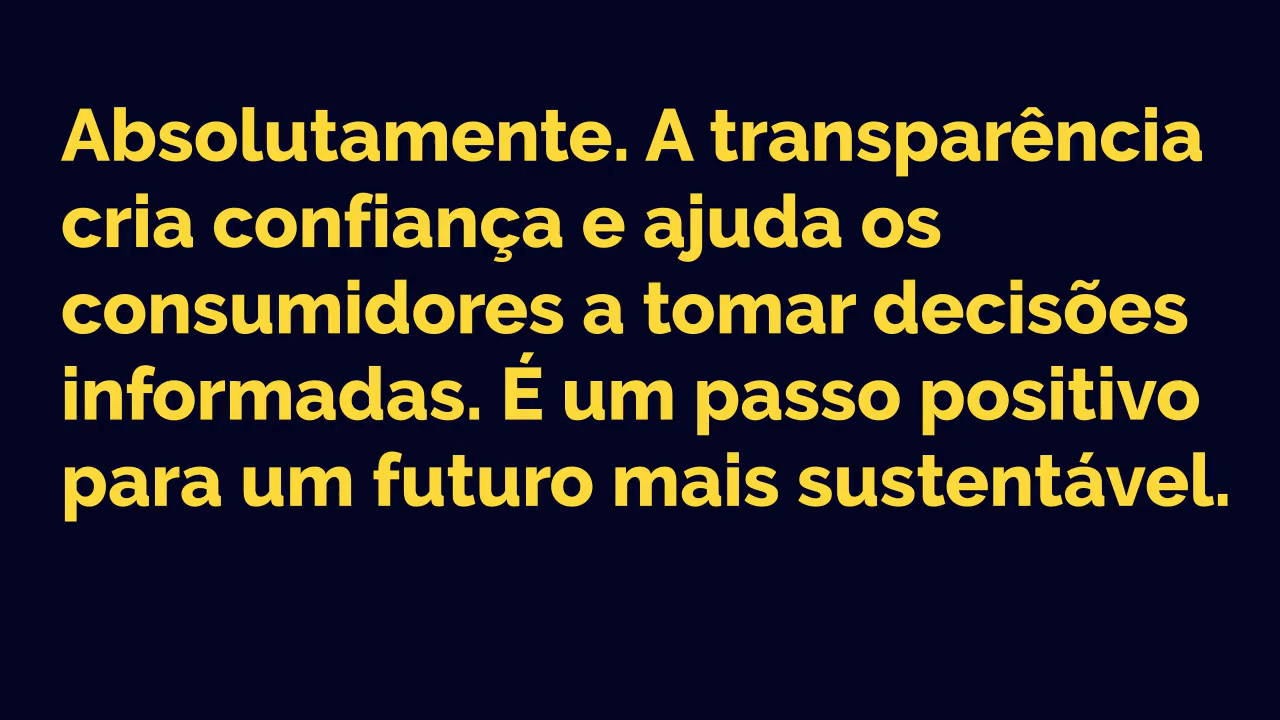 Absolutamente. A transparência
cria confiança e ajuda os
consumidores a tomar decisões
informadas. É um passo positivo
para um futuro mais sustentável.